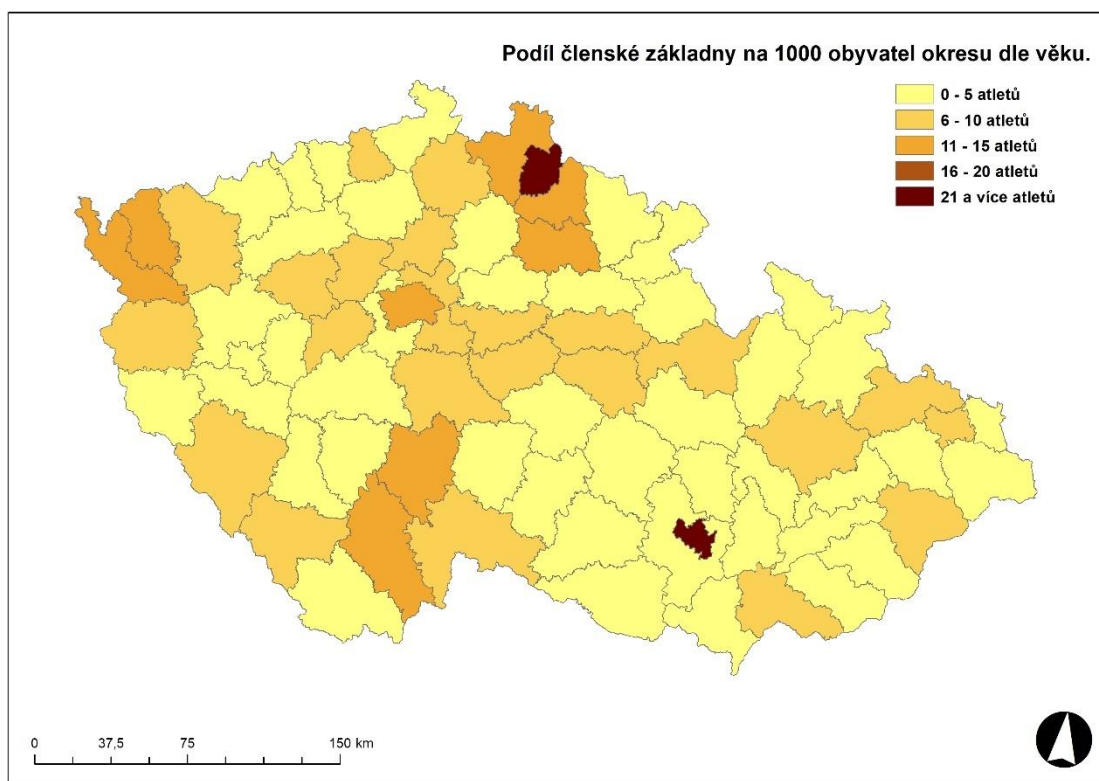 Podíl členské základny na 1000 obyvatel okresu dle věku.
0 - 5 atletů
6 - 10 atletů
11 - 15 atletů
16 - 20 atletů
21 a více atletů
0 37,5 75 150 km